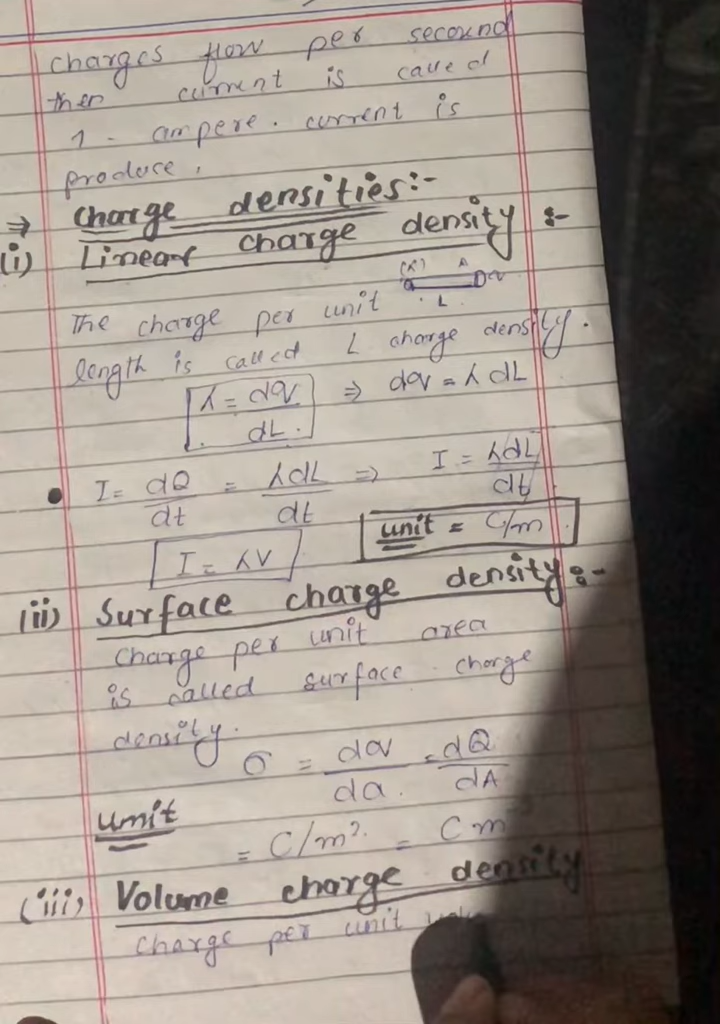 charges flow per second
then current is called
1 - ampere. current is
produce.
⇒ Charge densities:-
(i) Linear charge density :-
(λ) A
L
The charge per unit
length is called L charge density.
λ = dq/dL ⇒ dq = λ dL
• I = dQ/dt = λdL/dt ⇒ I = λdL/dt
I = λV unit = C/m
(ii) Surface charge density:-
Charge per unit area
is called surface charge
density.
σ = dq/da. = dQ/dA
Unit
= C/m². = C m
(iii) Volume charge density
Charge per unit